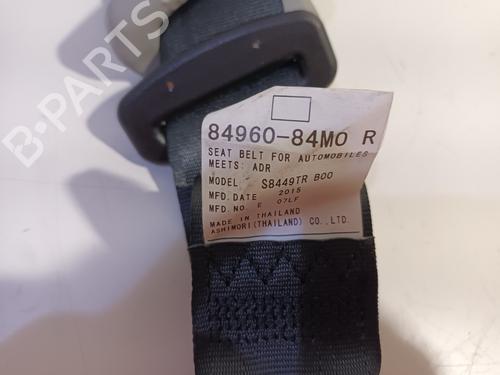 B-PARTS
84960-84M0 R
SEAT BELT FOR AUTOMOBILES
MEETS: ADR
MODEL S8449TR B00
MFD.DATE 2015
MFD.NO. E 07LF
MADE IN THAILAND
ASHIMORI(THAILAND) CO.,LTD.